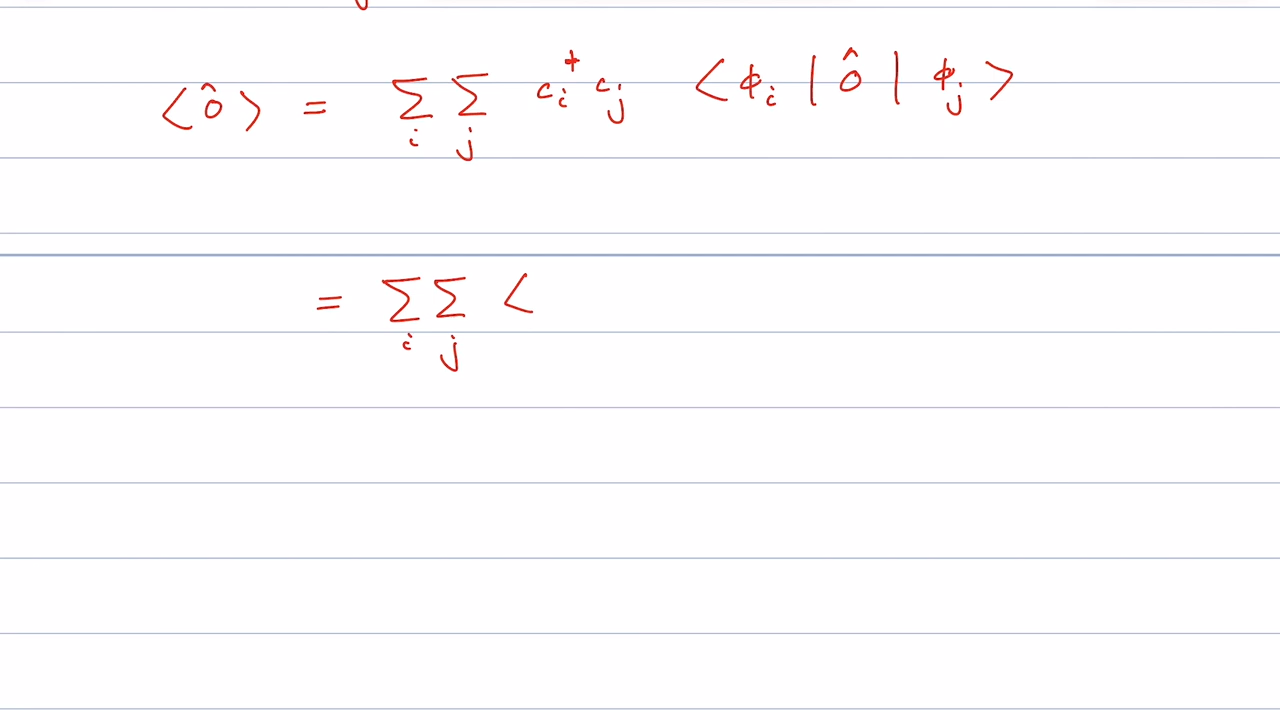 ⟨ô⟩ = Σ_i Σ_j c_i^+ c_j ⟨ϕ_i | ô | ϕ_j⟩
= Σ_i Σ_j <